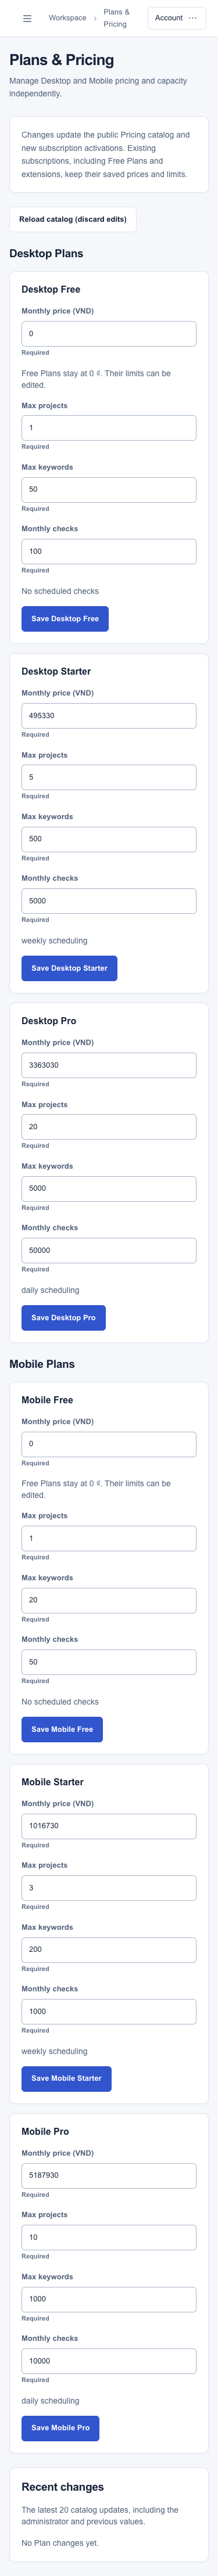 Workspace
›
Plans &
Pricing
Account ···
Plans & Pricing
Manage Desktop and Mobile pricing and capacity
independently.
Changes update the public Pricing catalog and
new subscription activations. Existing
subscriptions, including Free Plans and
extensions, keep their saved prices and limits.
Reload catalog (discard edits)
Desktop Plans
Desktop Free
Monthly price (VND)
0
Required
Free Plans stay at 0 ₫. Their limits can be
edited.
Max projects
1
Required
Max keywords
50
Required
Monthly checks
100
Required
No scheduled checks
Save Desktop Free
Desktop Starter
Monthly price (VND)
495330
Required
Max projects
5
Required
Max keywords
500
Required
Monthly checks
5000
Required
weekly scheduling
Save Desktop Starter
Desktop Pro
Monthly price (VND)
3363030
Required
Max projects
20
Required
Max keywords
5000
Required
Monthly checks
50000
Required
daily scheduling
Save Desktop Pro
Mobile Plans
Mobile Free
Monthly price (VND)
0
Required
Free Plans stay at 0 ₫. Their limits can be
edited.
Max projects
1
Required
Max keywords
20
Required
Monthly checks
50
Required
No scheduled checks
Save Mobile Free
Mobile Starter
Monthly price (VND)
1016730
Required
Max projects
3
Required
Max keywords
200
Required
Monthly checks
1000
Required
weekly scheduling
Save Mobile Starter
Mobile Pro
Monthly price (VND)
5187930
Required
Max projects
10
Required
Max keywords
1000
Required
Monthly checks
10000
Required
daily scheduling
Save Mobile Pro
Recent changes
The latest 20 catalog updates, including the
administrator and previous values.
No Plan changes yet.